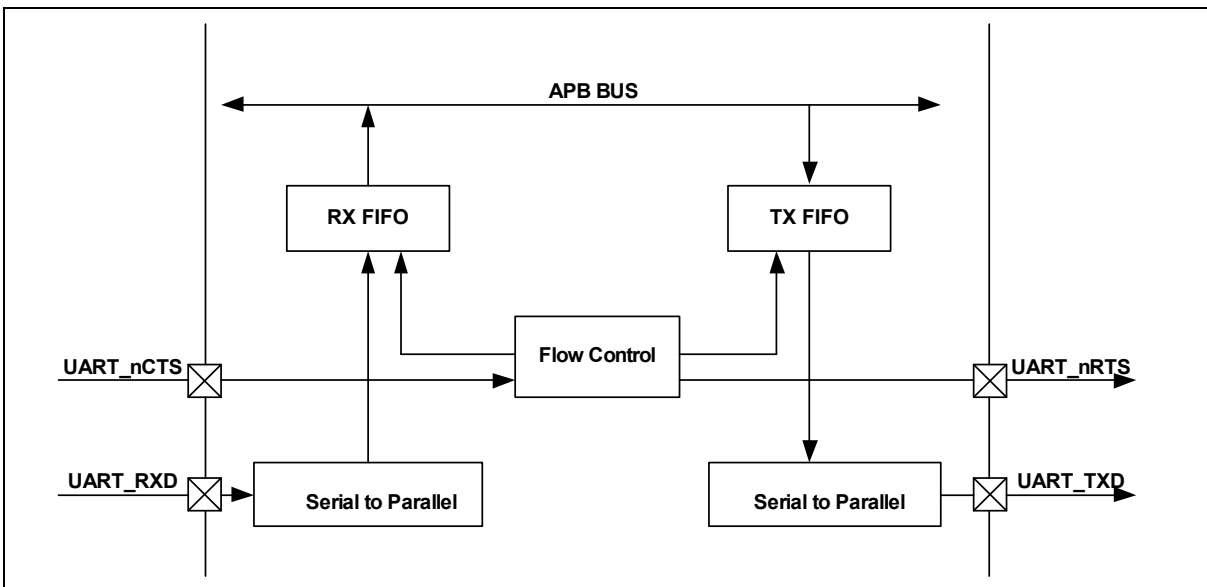 APB BUS
RX FIFO
TX FIFO
Flow Control
UART_nCTS
UART_nRTS
UART_RXD
UART_TXD
Serial to Parallel
Serial to Parallel